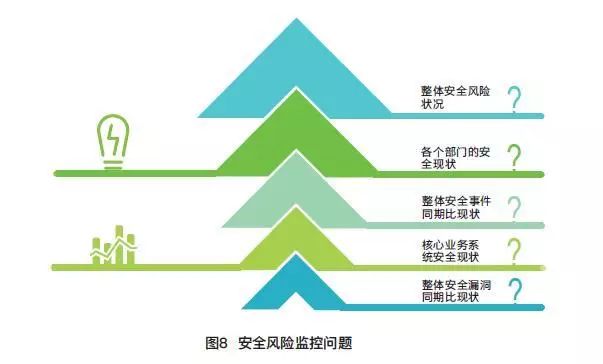 整体安全风险
状况
各个部门的安
全现状
整体安全事件
同期比现状
核心业务系
统安全现状
整体安全漏洞
同期比现状
图8 安全风险监控问题